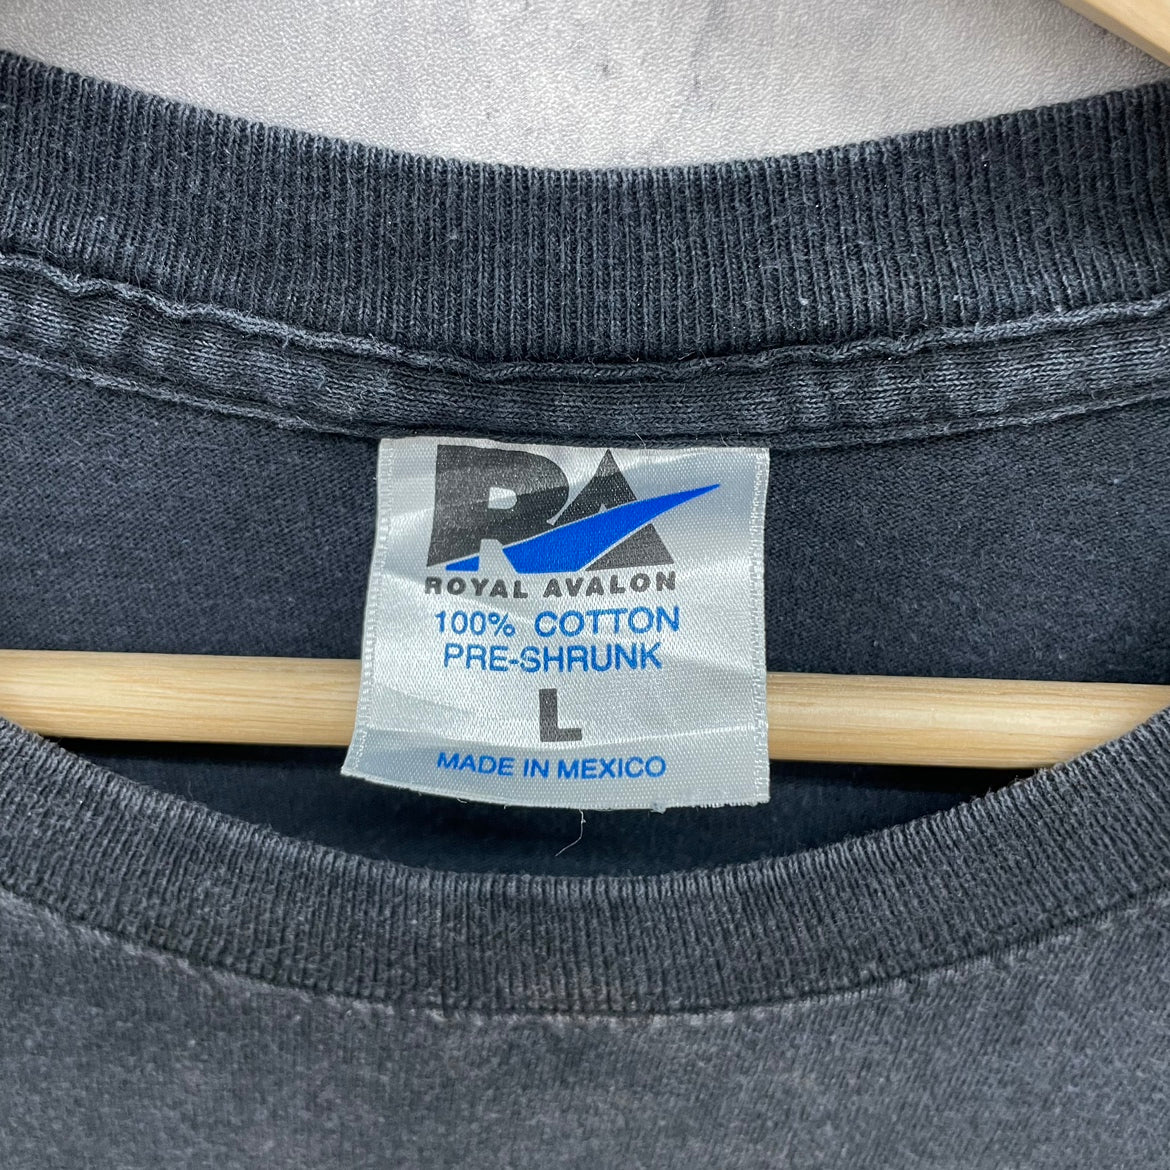 RA
ROYAL AVALON
100% COTTON
PRE-SHRUNK
L
MADE IN MEXICO